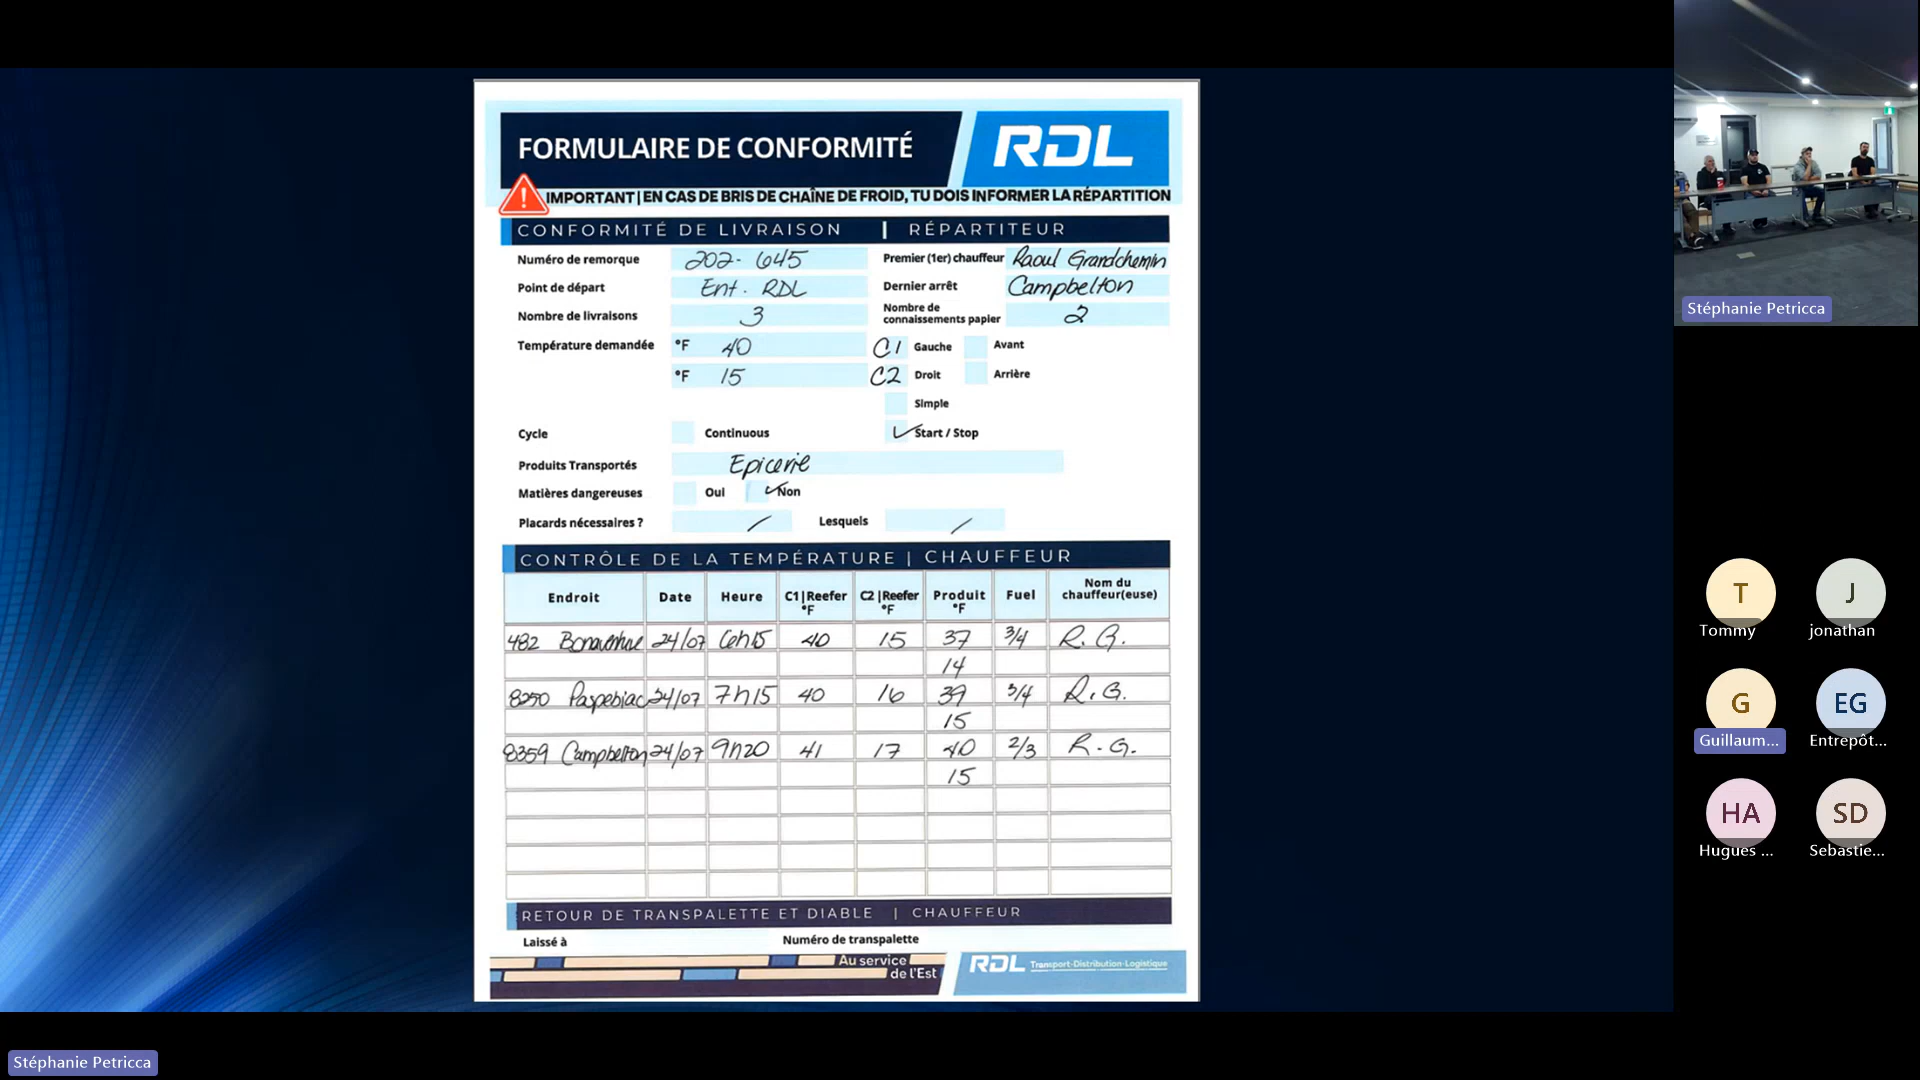 FORMULAIRE DE CONFORMITÉ
RDL
IMPORTANT | EN CAS DE BRIS DE CHAÎNE DE FROID, TU DOIS INFORMER LA RÉPARTITION
CONFORMITÉ DE LIVRAISON | RÉPARTITEUR
Numéro de remorque 202-645 Premier (1er) chauffeur Raoul Grandchemin
Point de départ Ent. RDL Dernier arrêt Campbelton
Nombre de livraisons 3 Nombre de connaissements papier 2
Température demandée °F 40 C1 Gauche Avant
°F 15 C2 Droit Arrière
Simple
Cycle Continuous ✓ Start / Stop
Produits Transportés Epicerie
Matières dangereuses Oui ✓ Non
Placards nécessaires ? / Lesquels /
CONTRÔLE DE LA TEMPÉRATURE | CHAUFFEUR
Endroit Date Heure C1|Reefer °F C2 |Reefer °F Produit °F Fuel Nom du chauffeur(euse)
482 Bonaventure 24/07 6h15 40 15 37 3/4 R.G.
14
8250 Paspebiac 24/07 7h15 40 16 39 3/4 R.G.
15
8359 Campbelton 24/07 9h20 41 17 40 2/3 R.G.
15
RETOUR DE TRANSPALETTE ET DIABLE | CHAUFFEUR
Laissé à Numéro de transpalette
Au service
de l'Est
RDL Transport-Distribution-Logistique
Stéphanie Petricca
T J
Tommy jonathan
G EG
Guillaum... Entrepôt...
HA SD
Hugues ... Sebastie...
Stéphanie Petricca